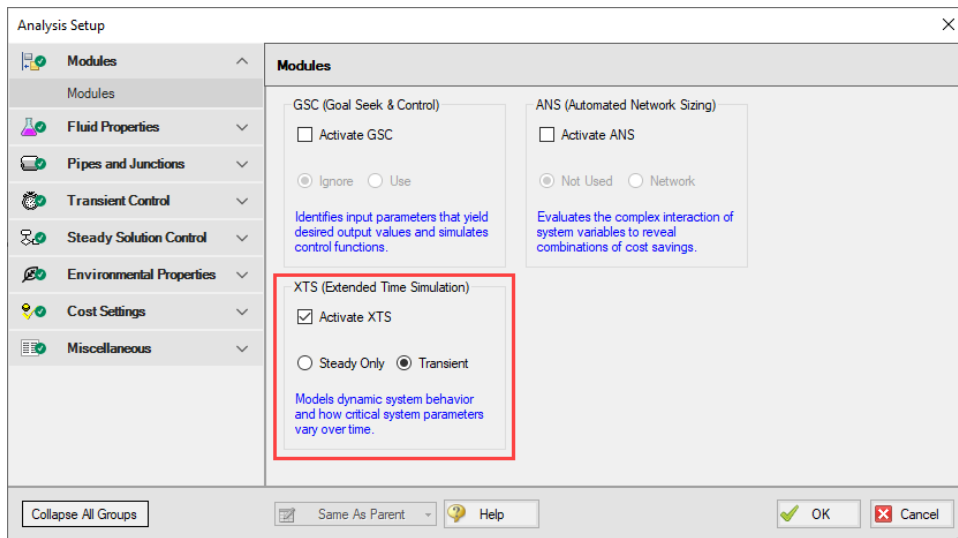 Analysis Setup
Modules
Modules
Fluid Properties
Pipes and Junctions
Transient Control
Steady Solution Control
Environmental Properties
Cost Settings
Miscellaneous
Modules
GSC (Goal Seek & Control)
Activate GSC
Ignore Use
Identifies input parameters that yield
desired output values and simulates
control functions.
ANS (Automated Network Sizing)
Activate ANS
Not Used Network
Evaluates the complex interaction of
system variables to reveal
combinations of cost savings.
XTS (Extended Time Simulation)
Activate XTS
Steady Only Transient
Models dynamic system behavior
and how critical system parameters
vary over time.
Collapse All Groups
Same As Parent
Help
OK
Cancel